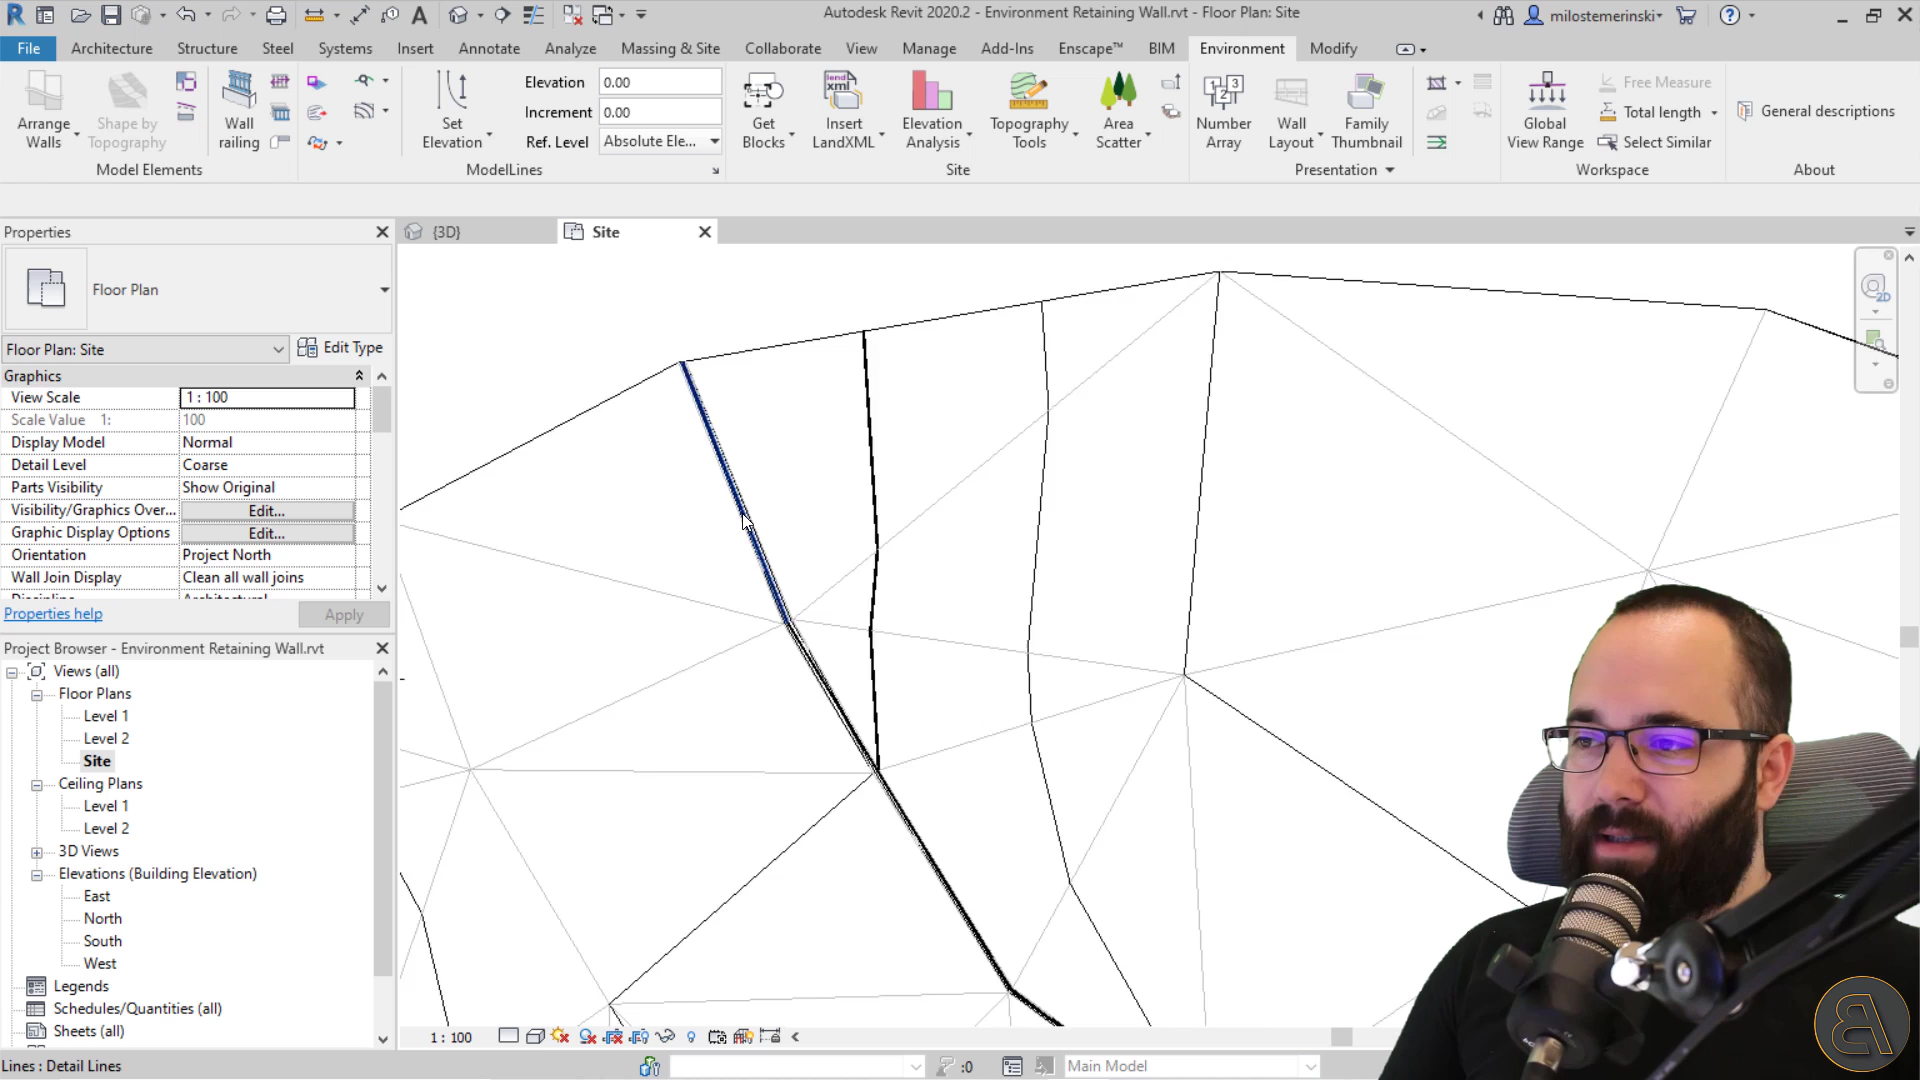 Autodesk Revit 2020.2 - Environment Retaining Wall.rvt - Floor Plan: Site
milostemerinski
File Architecture Structure Steel Systems Insert Annotate Analyze Massing & Site Collaborate View Manage Add-Ins Enscape™ BIM Environment Modify
Arrange Walls
Shape by Topography
Wall railing
Model Elements
Set Elevation
Elevation 0.00
Increment 0.00
Ref. Level Absolute Ele...
ModelLines
Get Blocks
Insert LandXML
Elevation Analysis
Topography Tools
Area Scatter
Site
Number Array
Wall Layout
Family Thumbnail
Presentation
Global View Range
Free Measure
Total length
Select Similar
Workspace
General descriptions
About
Properties
{3D}
Site
Floor Plan
Floor Plan: Site
Edit Type
Graphics
View Scale 1 : 100
Scale Value 1: 100
Display Model Normal
Detail Level Coarse
Parts Visibility Show Original
Visibility/Graphics Over... Edit...
Graphic Display Options Edit...
Orientation Project North
Wall Join Display Clean all wall joins
Discipline Architectural
Properties help
Apply
Project Browser - Environment Retaining Wall.rvt
Views (all)
Floor Plans
Level 1
Level 2
Site
Ceiling Plans
Level 1
Level 2
3D Views
Elevations (Building Elevation)
East
North
South
West
Legends
Schedules/Quantities (all)
Sheets (all)
1 : 100
Lines : Detail Lines
:0
Main Model